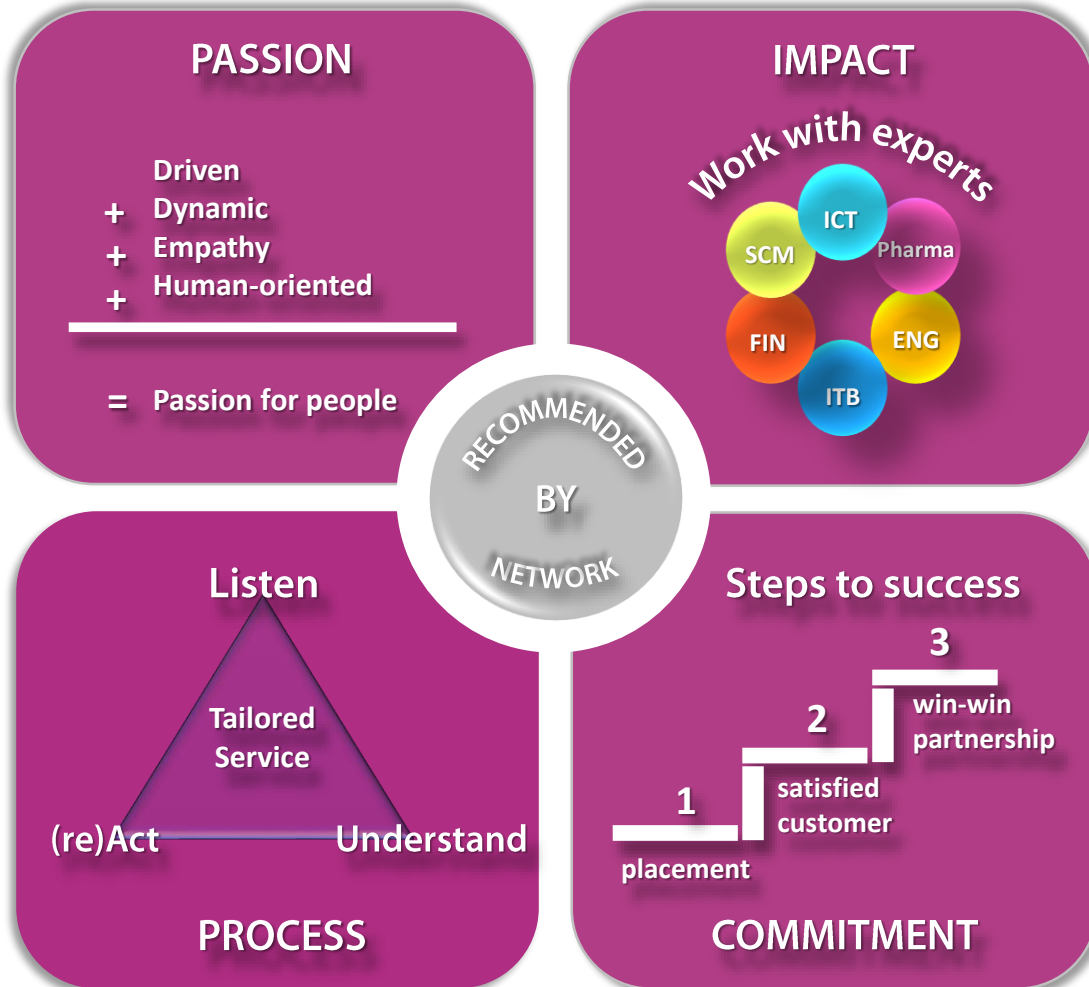 PASSION
Driven
+ Dynamic
+ Empathy
+ Human-oriented
= Passion for people
IMPACT
Work with experts
ICT
SCM
Pharma
FIN
ENG
ITB
RECOMMENDED
BY
NETWORK
Listen
Tailored
Service
(re)Act
Understand
PROCESS
Steps to success
3
win-win
partnership
2
satisfied
customer
1
placement
COMMITMENT